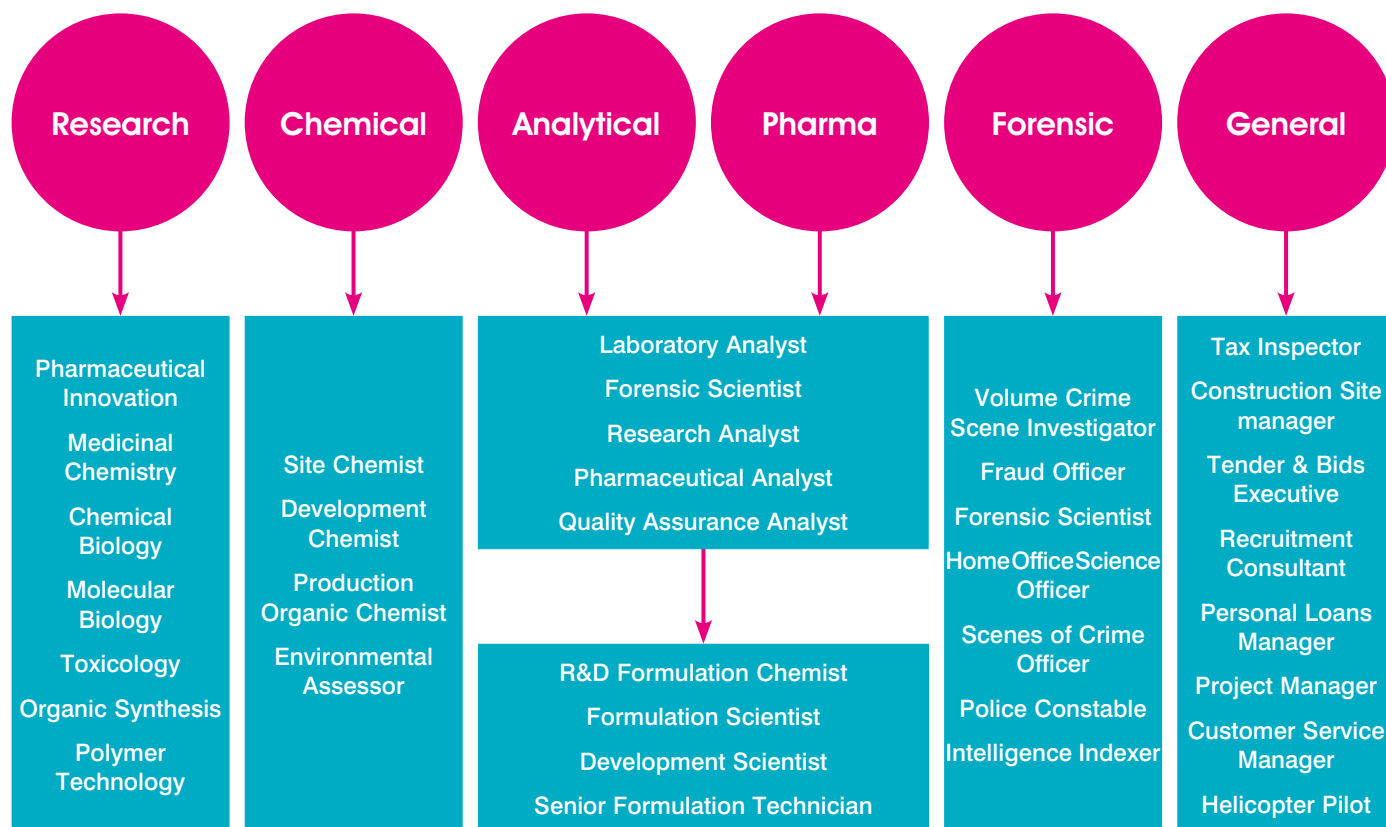 Research
Chemical
Analytical
Pharma
Forensic
General
Pharmaceutical
Innovation
Medicinal
Chemistry
Chemical
Biology
Molecular
Biology
Toxicology
Organic Synthesis
Polymer
Technology
Site Chemist
Development
Chemist
Production
Organic Chemist
Environmental
Assessor
Laboratory Analyst
Forensic Scientist
Research Analyst
Pharmaceutical Analyst
Quality Assurance Analyst
R&D Formulation Chemist
Formulation Scientist
Development Scientist
Senior Formulation Technician
Volume Crime
Scene Investigator
Fraud Officer
Forensic Scientist
HomeOfficeScience
Officer
Scenes of Crime
Officer
Police Constable
Intelligence Indexer
Tax Inspector
Construction Site
manager
Tender & Bids
Executive
Recruitment
Consultant
Personal Loans
Manager
Project Manager
Customer Service
Manager
Helicopter Pilot